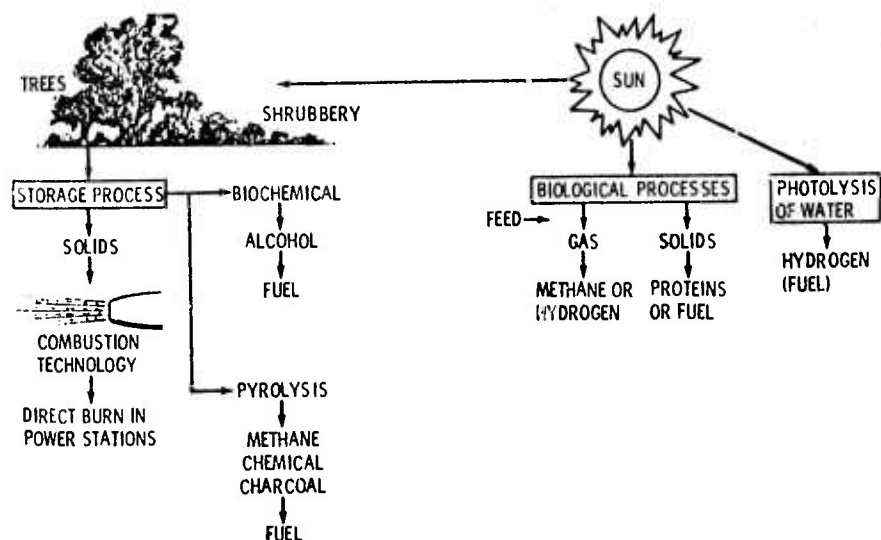 TREES
SHRUBBERY
SUN
STORAGE PROCESS
BIOCHEMICAL
SOLIDS
ALCOHOL
FUEL
COMBUSTION
TECHNOLOGY
DIRECT BURN IN
POWER STATIONS
PYROLYSIS
METHANE
CHEMICAL
CHARCOAL
FUEL
BIOLOGICAL PROCESSES
FEED
GAS
SOLIDS
METHANE OR
HYDROGEN
PROTEINS
OR FUEL
PHOTOLYSIS
OF WATER
HYDROGEN
(FUEL)